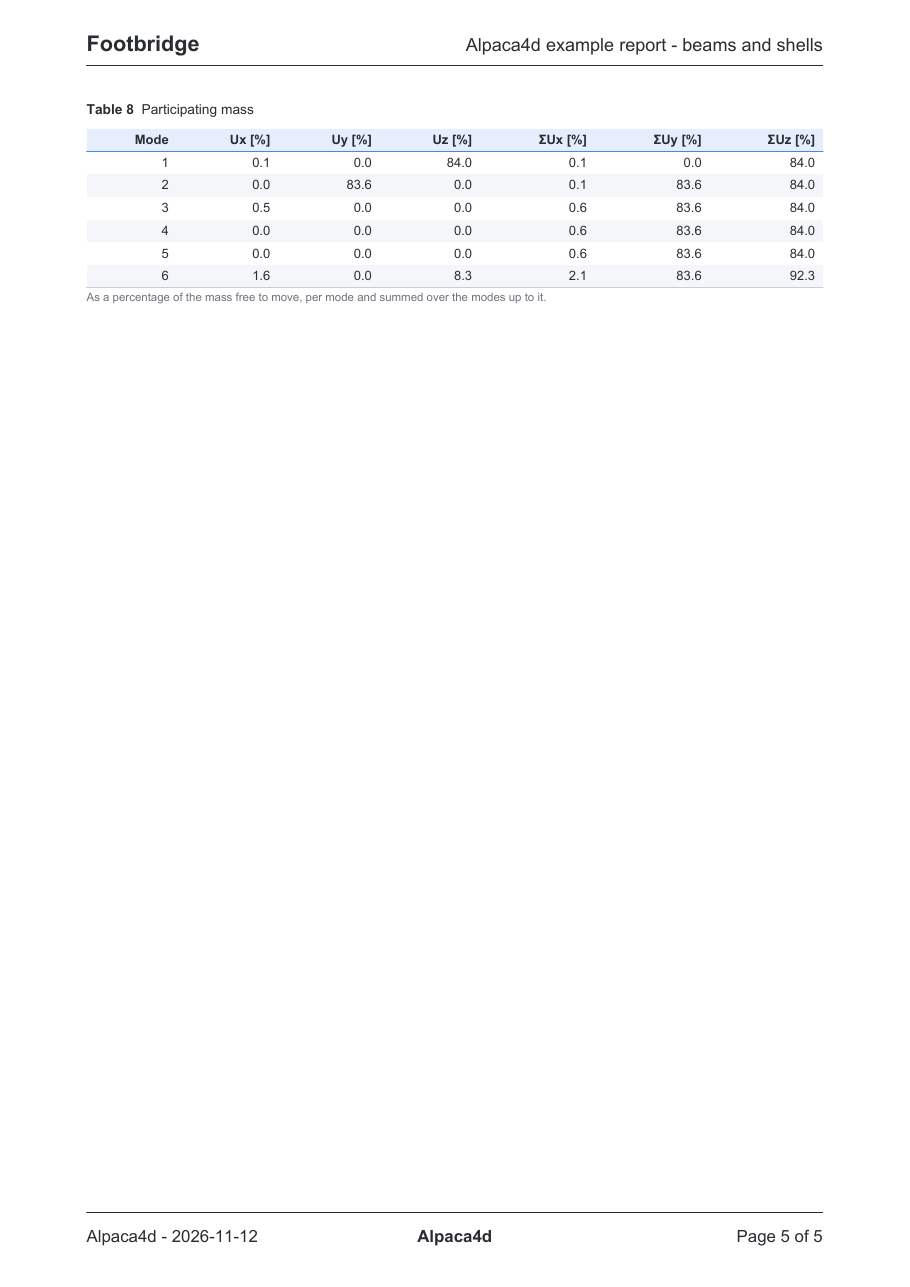 Footbridge Alpaca4d example report - beams and shells
Table 8 Participating mass
Mode Ux [%] Uy [%] Uz [%] ΣUx [%] ΣUy [%] ΣUz [%]
1 0.1 0.0 84.0 0.1 0.0 84.0
2 0.0 83.6 0.0 0.1 83.6 84.0
3 0.5 0.0 0.0 0.6 83.6 84.0
4 0.0 0.0 0.0 0.6 83.6 84.0
5 0.0 0.0 0.0 0.6 83.6 84.0
6 1.6 0.0 8.3 2.1 83.6 92.3
As a percentage of the mass free to move, per mode and summed over the modes up to it.
Alpaca4d - 2026-11-12 Alpaca4d Page 5 of 5